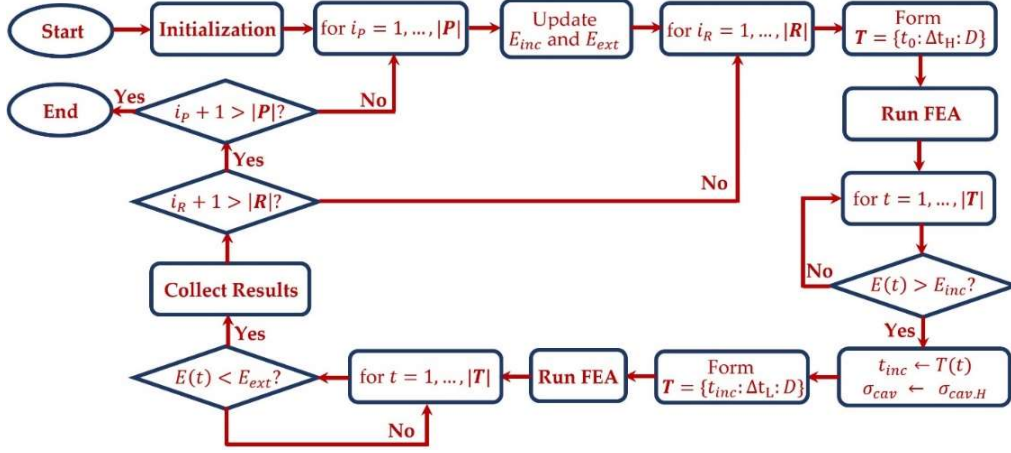 Start
Initialization
for i_P = 1, ..., |P|
Update
E_inc and E_ext
for i_R = 1, ..., |R|
Form
T = {t_0: Δt_H: D}
End
Yes
i_P + 1 > |P|?
No
Run FEA
Yes
i_R + 1 > |R|?
No
for t = 1, ..., |T|
Collect Results
No
E(t) > E_inc?
Yes
Yes
E(t) < E_ext?
No
for t = 1, ..., |T|
Run FEA
Form
T = {t_inc: Δt_L: D}
t_inc ← T(t)
σ_cav ← σ_cav.H